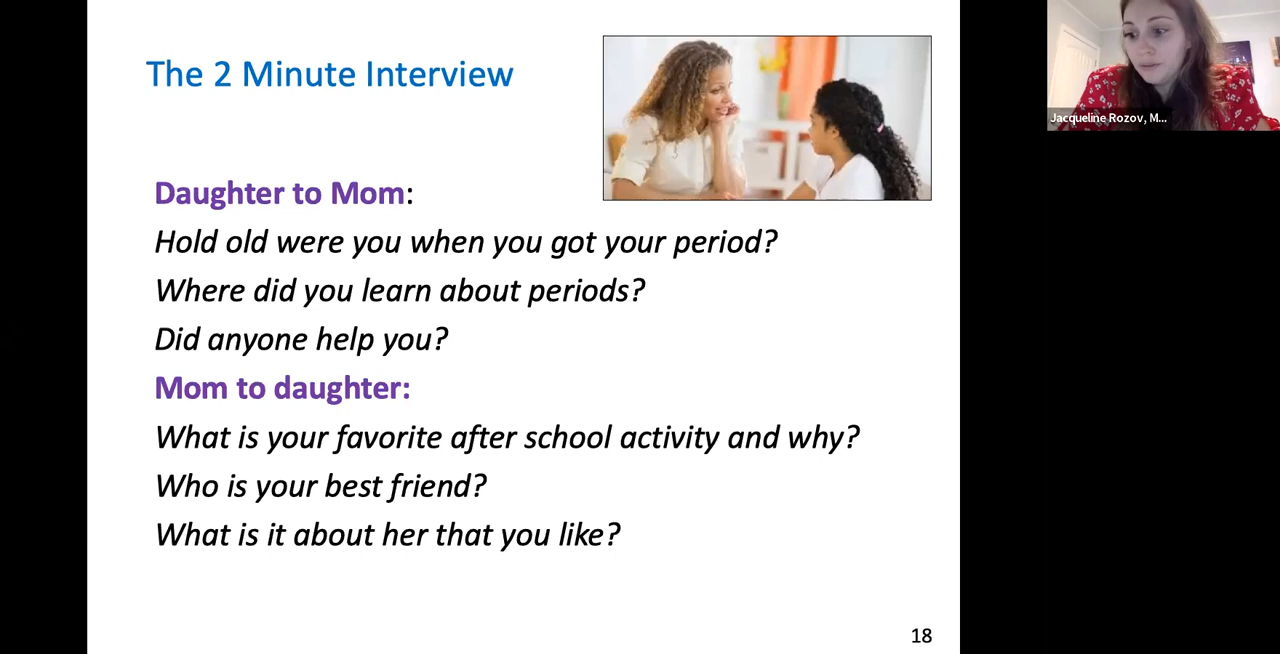 The 2 Minute Interview
Jacqueline Rozov, M...
Daughter to Mom:
Hold old were you when you got your period?
Where did you learn about periods?
Did anyone help you?
Mom to daughter:
What is your favorite after school activity and why?
Who is your best friend?
What is it about her that you like?
18